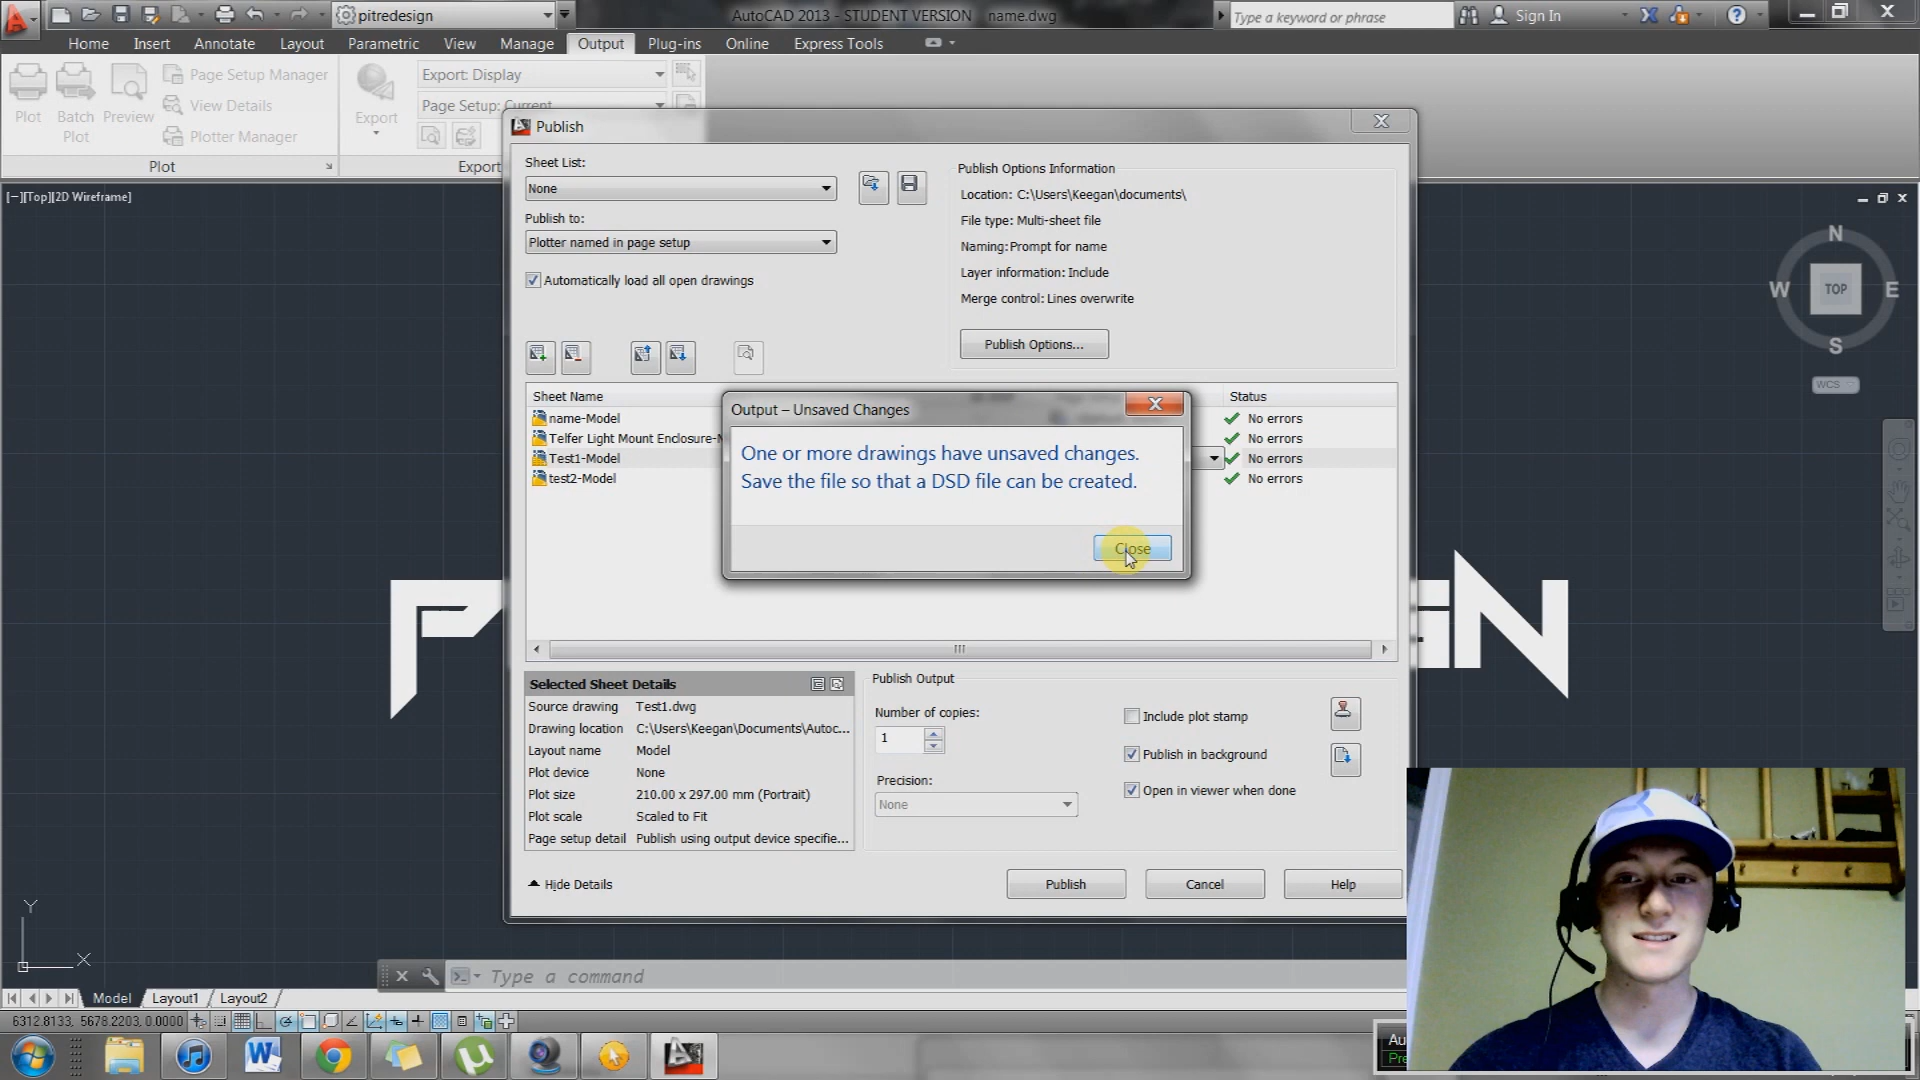 pitredesign
AutoCAD 2013 - STUDENT VERSION name.dwg
Type a keyword or phrase
Sign In
Home Insert Annotate Layout Parametric View Manage Output Plug-ins Online Express Tools
Plot
Batch
Plot
Preview
Page Setup Manager
View Details
Plotter Manager
Export
Export: Display
Page Setup: Current
Plot
Export
[−][Top][2D Wireframe]
N
W TOP E
S
WCS
Publish
Sheet List:
None
Publish to:
Plotter named in page setup
Automatically load all open drawings
Publish Options Information
Location: C:\Users\Keegan\documents\
File type: Multi-sheet file
Naming: Prompt for name
Layer information: Include
Merge control: Lines overwrite
Publish Options...
Sheet Name Status
name-Model No errors
Telfer Light Mount Enclosure- No errors
Test1-Model No errors
test2-Model No errors
Output – Unsaved Changes
One or more drawings have unsaved changes.
Save the file so that a DSD file can be created.
Close
Selected Sheet Details
Source drawing Test1.dwg
Drawing location C:\Users\Keegan\Documents\Autoc...
Layout name Model
Plot device None
Plot size 210.00 x 297.00 mm (Portrait)
Plot scale Scaled to Fit
Page setup detail Publish using output device specifie...
Hide Details
Publish Output
Number of copies:
1
Precision:
None
Include plot stamp
Publish in background
Open in viewer when done
Publish Cancel Help
P N
Y
X
Type a command
Model Layout1 Layout2
6312.8133, 5678.2203, 0.0000
Au
Pre